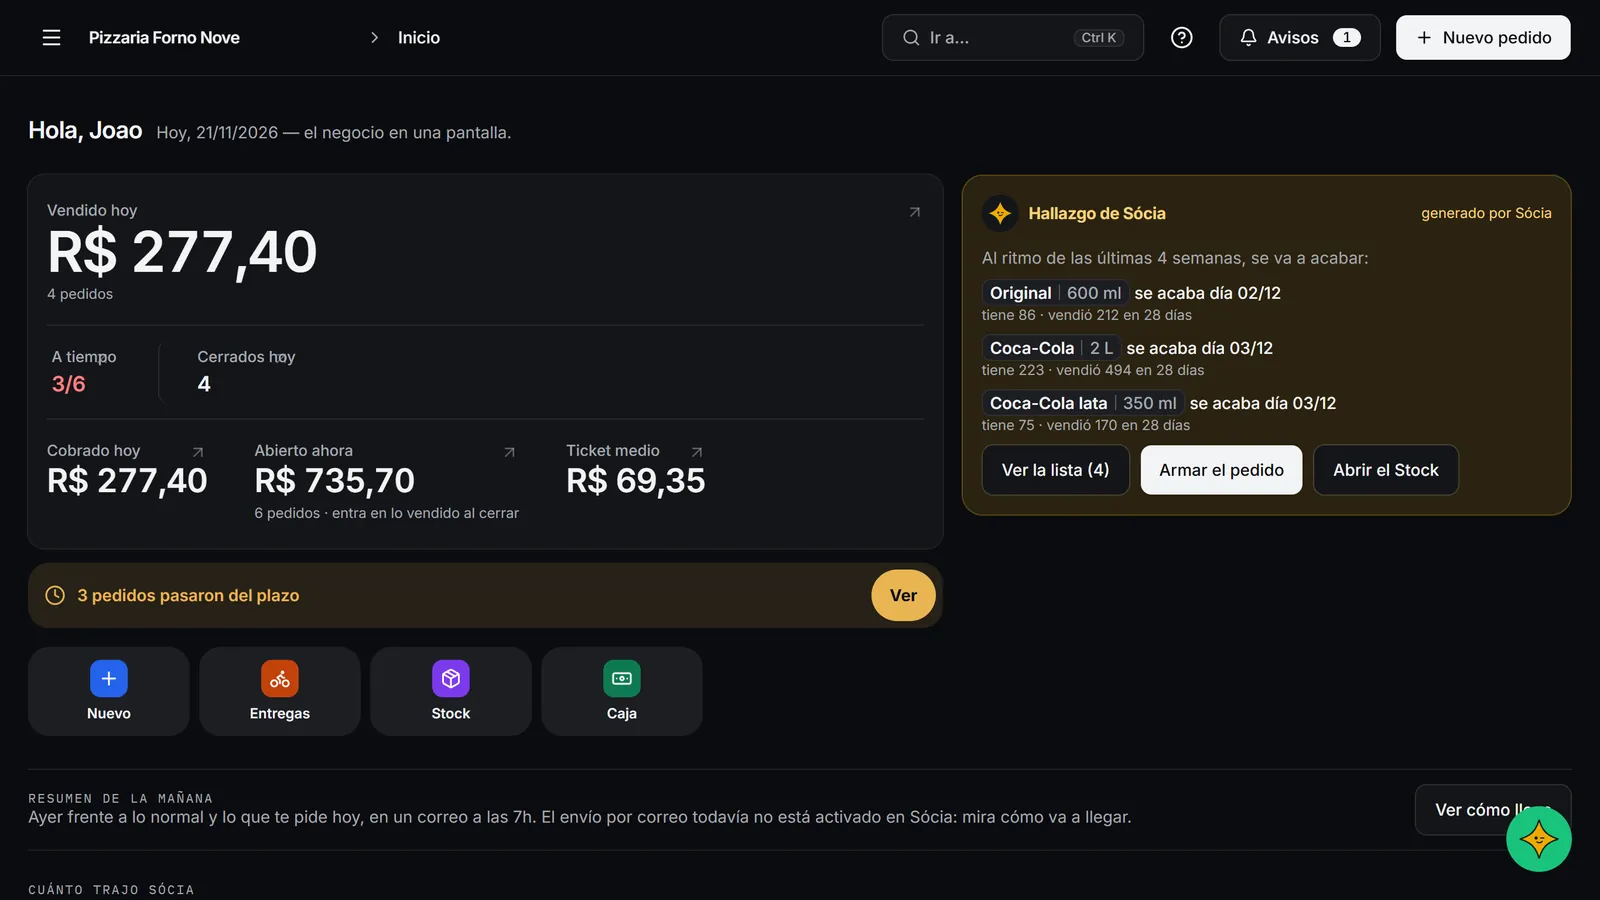 Pizzaria Forno Nove
Inicio
Ir a...
Ctrl K
Avisos
1
Nuevo pedido
Hola, Joao
Hoy, 21/11/2026 — el negocio en una pantalla.
Vendido hoy
R$ 277,40
4 pedidos
A tiempo
3/6
Cerrados hoy
4
Cobrado hoy
R$ 277,40
Abierto ahora
R$ 735,70
6 pedidos · entra en lo vendido al cerrar
Ticket medio
R$ 69,35
3 pedidos pasaron del plazo
Ver
Nuevo
Entregas
Stock
Caja
Hallazgo de Sócia
generado por Sócia
Al ritmo de las últimas 4 semanas, se va a acabar:
Original 600 ml se acaba día 02/12
tiene 86 · vendió 212 en 28 días
Coca-Cola 2 L se acaba día 03/12
tiene 223 · vendió 494 en 28 días
Coca-Cola lata 350 ml se acaba día 03/12
tiene 75 · vendió 170 en 28 días
Ver la lista (4)
Armar el pedido
Abrir el Stock
RESUMEN DE LA MAÑANA
Ayer frente a lo normal y lo que te pide hoy, en un correo a las 7h. El envío por correo todavía no está activado en Sócia: mira cómo va a llegar.
Ver cómo
CUÁNTO TRAJO SÓCIA